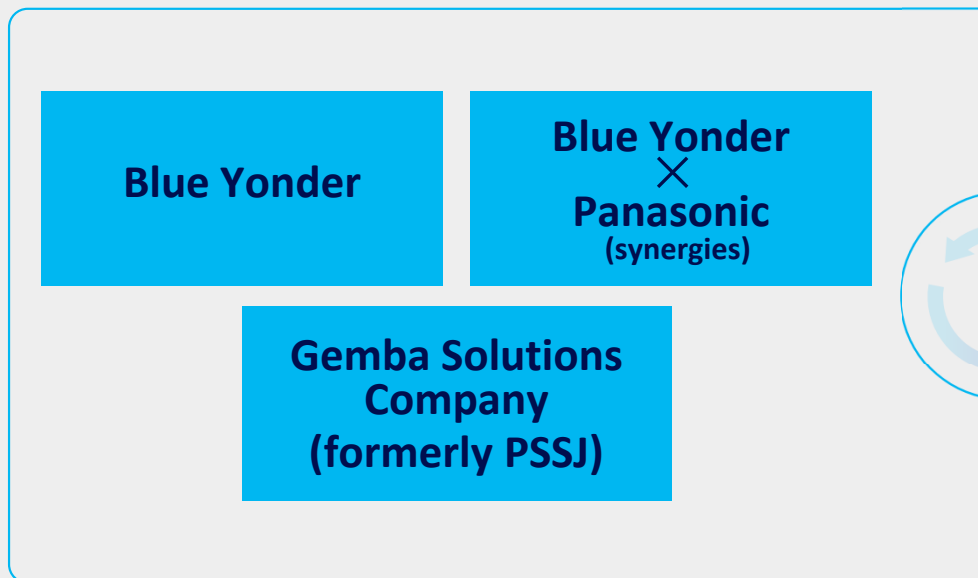 Blue Yonder
Blue Yonder
×
Panasonic
(synergies)
Gemba Solutions
Company
(formerly PSSJ)